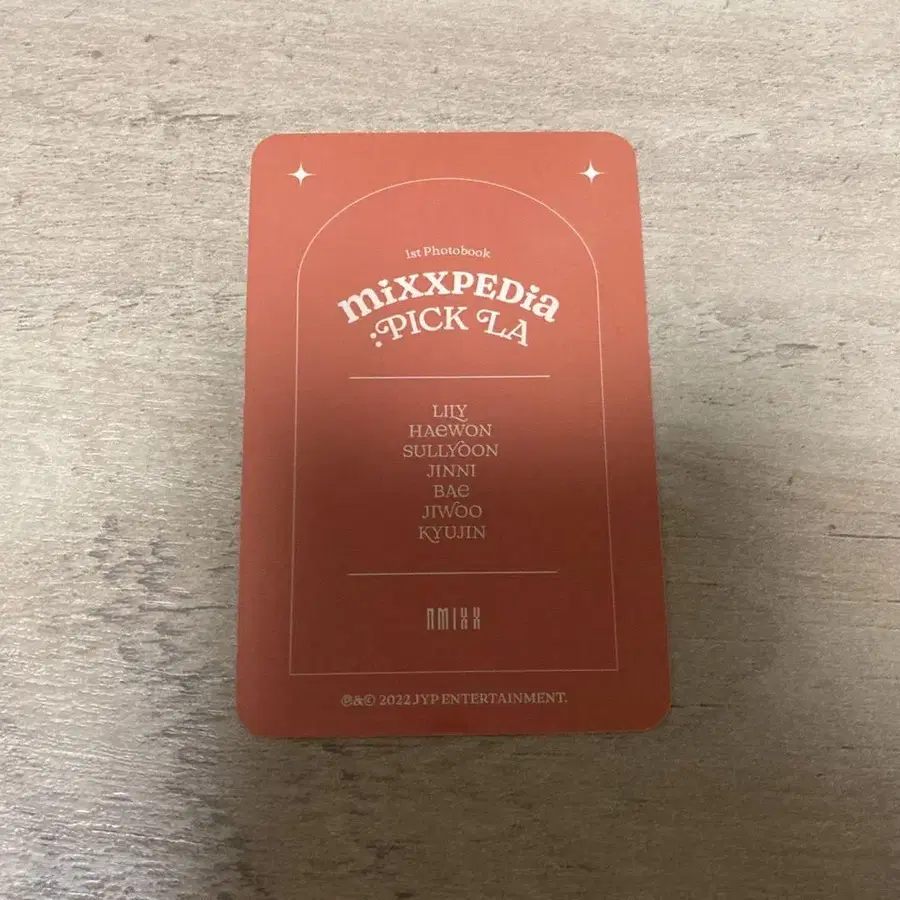 1st Photobook
miXXPEDia
:PICK LA
LILY
HAeWON
SULLYOON
JINNI
BAe
JIWOO
KYUJIN
NMIXX
℗&© 2022 JYP ENTERTAINMENT.